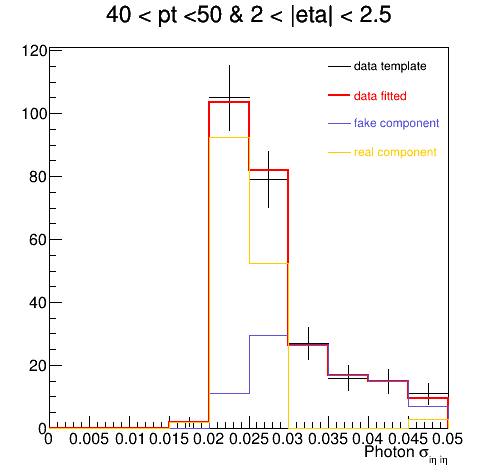 40 < pt <50 & 2 < |eta| < 2.5
120
100
80
60
40
20
0
data template
data fitted
fake component
real component
0 0.005 0.01 0.015 0.02 0.025 0.03 0.035 0.04 0.045 0.05
Photon σiη iη